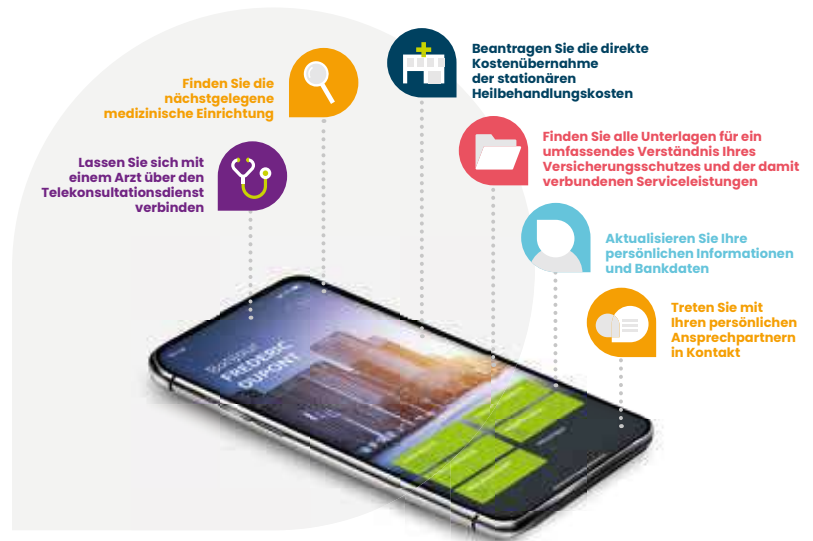 Finden Sie die
nächstgelegene
medizinische Einrichtung
Beantragen Sie die direkte
Kostenübernahme
der stationären
Heilbehandlungskosten
Lassen Sie sich mit
einem Arzt über den
Telekonsultationsdienst
verbinden
Finden Sie alle Unterlagen für ein
umfassendes Verständnis Ihres
Versicherungsschutzes und der damit
verbundenen Serviceleistungen
Aktualisieren Sie Ihre
persönlichen Informationen
und Bankdaten
Treten Sie mit
Ihren persönlichen
Ansprechpartnern
in Kontakt
FREDERIC
DUPONT